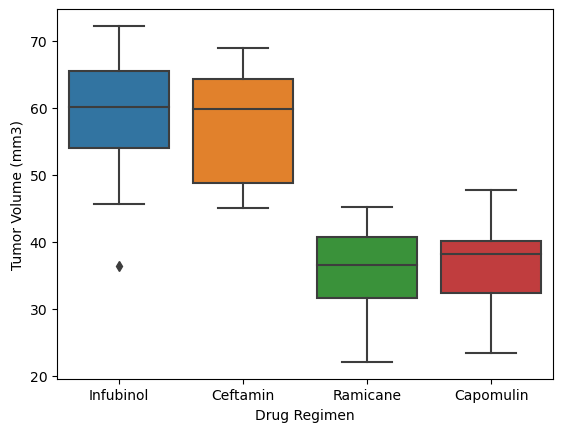 Tumor Volume (mm3)
70
60
50
40
30
20
Infubinol Ceftamin Ramicane Capomulin
Drug Regimen